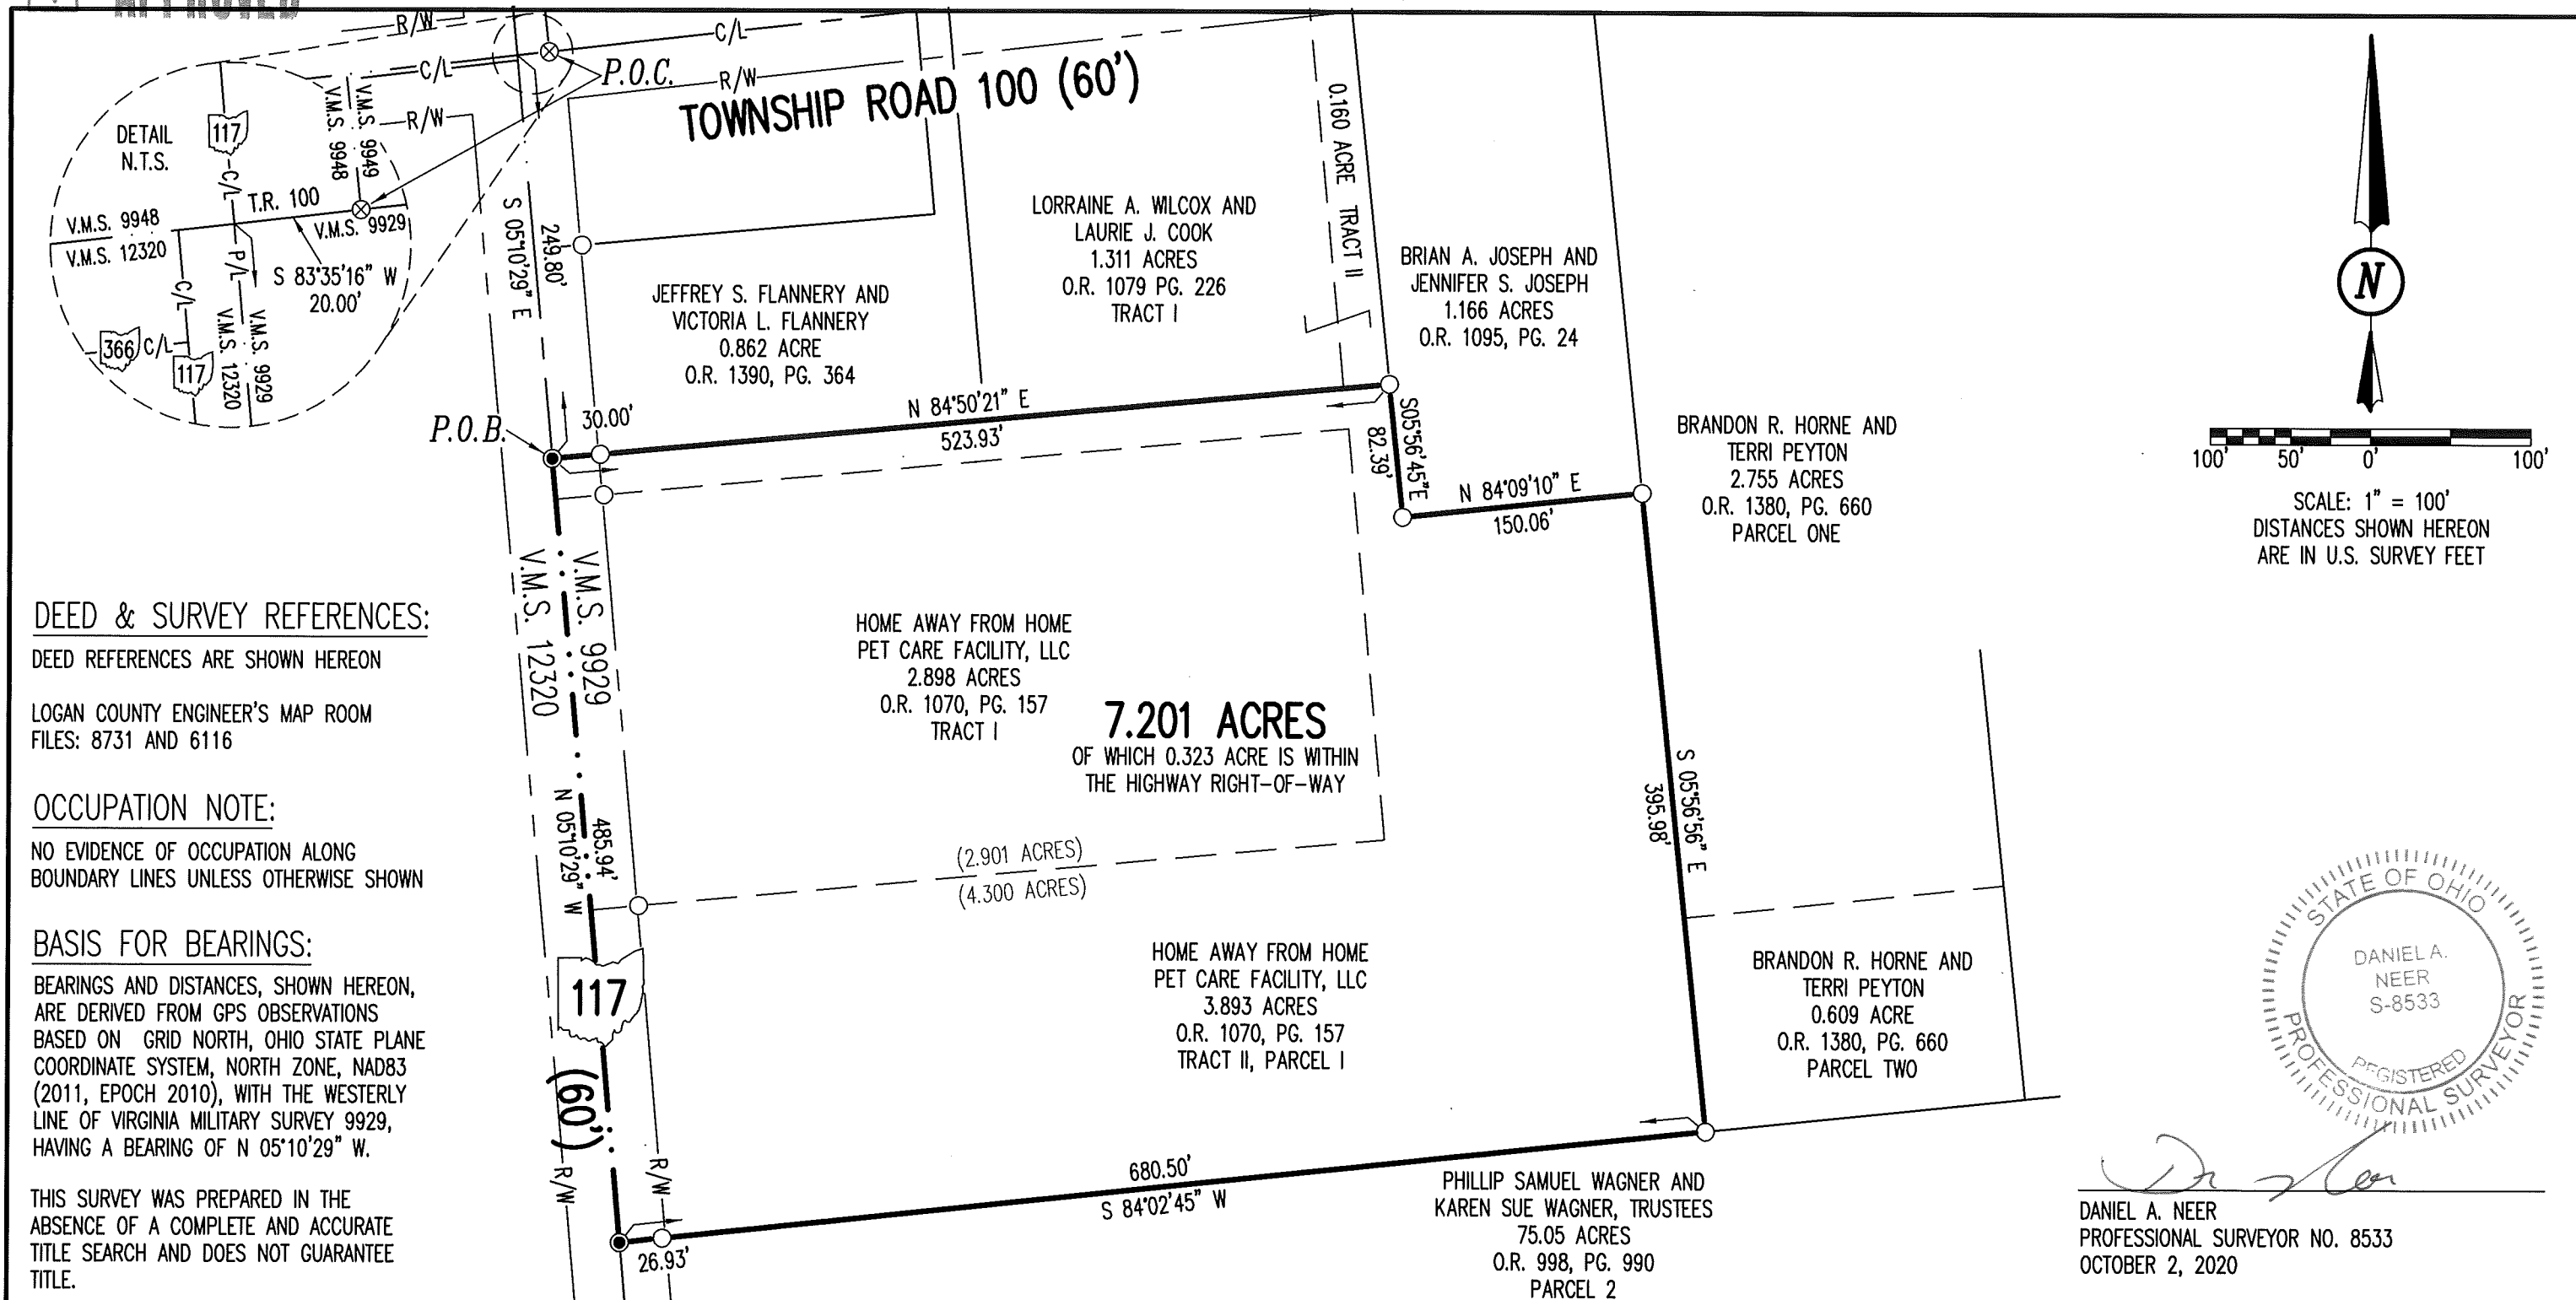 APPROVED
R/W
C/L
C/L
P.O.C.
R/W
TOWNSHIP ROAD 100 (60')
DETAIL
N.T.S.
117
C/L
V.M.S. 9948
V.M.S. 9949
R/W
T.R. 100
V.M.S. 9948
V.M.S. 12320
V.M.S. 9929
S 83°35'16" W
20.00'
C/L
P/L
366
C/L
117
V.M.S. 12320
V.M.S. 9929
S 05°10'29" E
249.80'
JEFFREY S. FLANNERY AND
VICTORIA L. FLANNERY
0.862 ACRE
O.R. 1390, PG. 364
LORRAINE A. WILCOX AND
LAURIE J. COOK
1.311 ACRES
O.R. 1079 PG. 226
TRACT I
0.160 ACRE TRACT II
BRIAN A. JOSEPH AND
JENNIFER S. JOSEPH
1.166 ACRES
O.R. 1095, PG. 24
N
100' 50' 0' 100'
SCALE: 1" = 100'
DISTANCES SHOWN HEREON
ARE IN U.S. SURVEY FEET
P.O.B.
30.00'
N 84°50'21" E
523.93'
S05°56'45"E
82.39'
N 84°09'10" E
150.06'
BRANDON R. HORNE AND
TERRI PEYTON
2.755 ACRES
O.R. 1380, PG. 660
PARCEL ONE
V.M.S. 12320
V.M.S. 9929
HOME AWAY FROM HOME
PET CARE FACILITY, LLC
2.898 ACRES
O.R. 1070, PG. 157
TRACT I
7.201 ACRES
OF WHICH 0.323 ACRE IS WITHIN
THE HIGHWAY RIGHT-OF-WAY
S 05°56'56" E
395.98'
N 05°10'29" W
485.94'
(2.901 ACRES)
(4.300 ACRES)
117
(60')
R/W
R/W
HOME AWAY FROM HOME
PET CARE FACILITY, LLC
3.893 ACRES
O.R. 1070, PG. 157
TRACT II, PARCEL I
BRANDON R. HORNE AND
TERRI PEYTON
0.609 ACRE
O.R. 1380, PG. 660
PARCEL TWO
680.50'
S 84°02'45" W
26.93'
PHILLIP SAMUEL WAGNER AND
KAREN SUE WAGNER, TRUSTEES
75.05 ACRES
O.R. 998, PG. 990
PARCEL 2
DEED & SURVEY REFERENCES:
DEED REFERENCES ARE SHOWN HEREON
LOGAN COUNTY ENGINEER'S MAP ROOM
FILES: 8731 AND 6116
OCCUPATION NOTE:
NO EVIDENCE OF OCCUPATION ALONG
BOUNDARY LINES UNLESS OTHERWISE SHOWN
BASIS FOR BEARINGS:
BEARINGS AND DISTANCES, SHOWN HEREON,
ARE DERIVED FROM GPS OBSERVATIONS
BASED ON GRID NORTH, OHIO STATE PLANE
COORDINATE SYSTEM, NORTH ZONE, NAD83
(2011, EPOCH 2010), WITH THE WESTERLY
LINE OF VIRGINIA MILITARY SURVEY 9929,
HAVING A BEARING OF N 05°10'29" W.
THIS SURVEY WAS PREPARED IN THE
ABSENCE OF A COMPLETE AND ACCURATE
TITLE SEARCH AND DOES NOT GUARANTEE
TITLE.
STATE OF OHIO
DANIEL A.
NEER
S-8533
REGISTERED
PROFESSIONAL SURVEYOR
DANIEL A. NEER
PROFESSIONAL SURVEYOR NO. 8533
OCTOBER 2, 2020